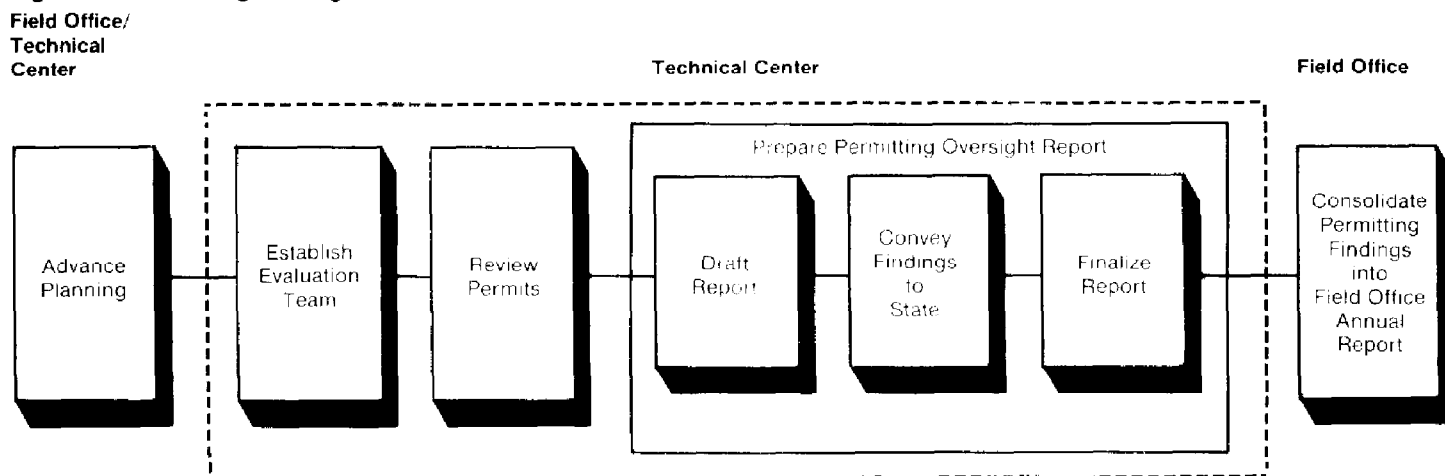 Field Office/
Technical
Center
Technical Center
Field Office
Prepare Permitting Oversight Report
Advance
Planning
Establish
Evaluation
Team
Review
Permits
Draft
Report
Convey
Findings
to
State
Finalize
Report
Consolidate
Permitting
Findings
into
Field Office
Annual
Report